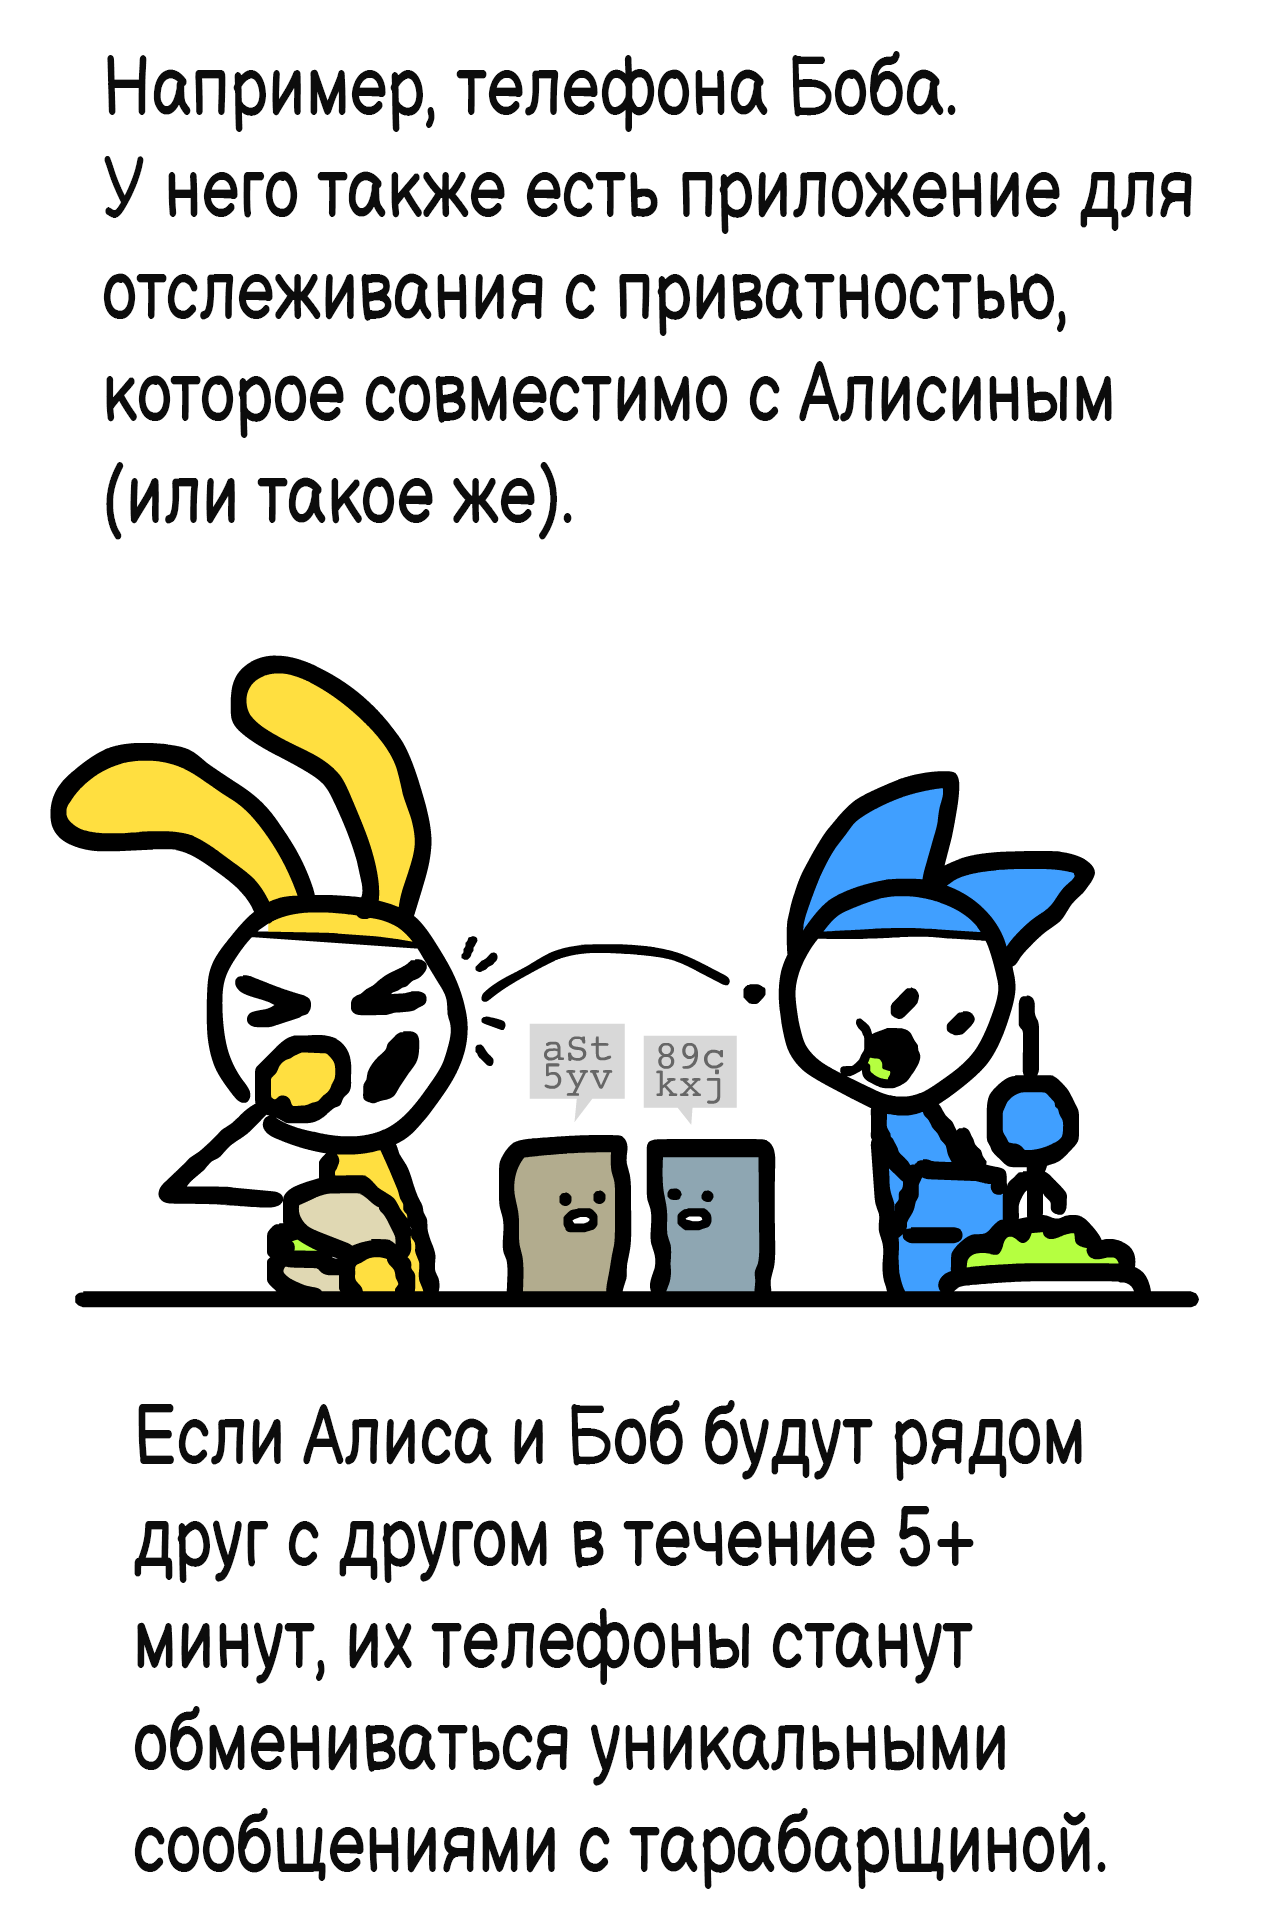 Например, телефона Боба.
У него также есть приложение для
отслеживания с приватностью,
которое совместимо с Алисиным
(или такое же).
aSt
5yv
89c
kxj
Если Алиса и Боб будут рядом
друг с другом в течение 5+
минут, их телефоны станут
обмениваться уникальными
сообщениями с тарабарщиной.